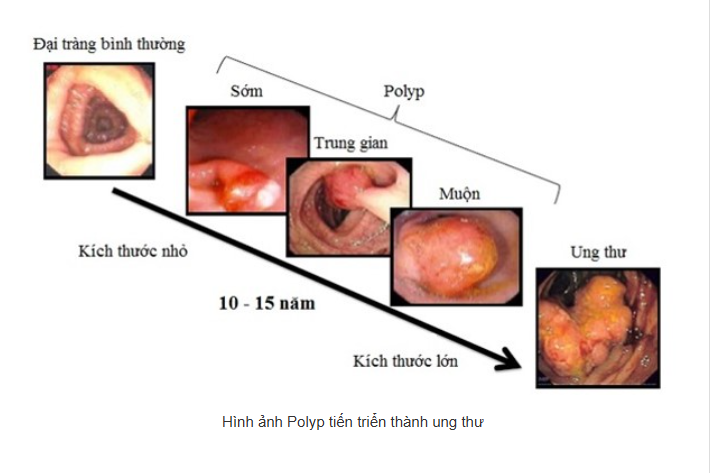 Đại tràng bình thường
Sớm
Polyp
Trung gian
Muộn
Ung thư
Kích thước nhỏ
10 - 15 năm
Kích thước lớn
Hình ảnh Polyp tiến triển thành ung thư